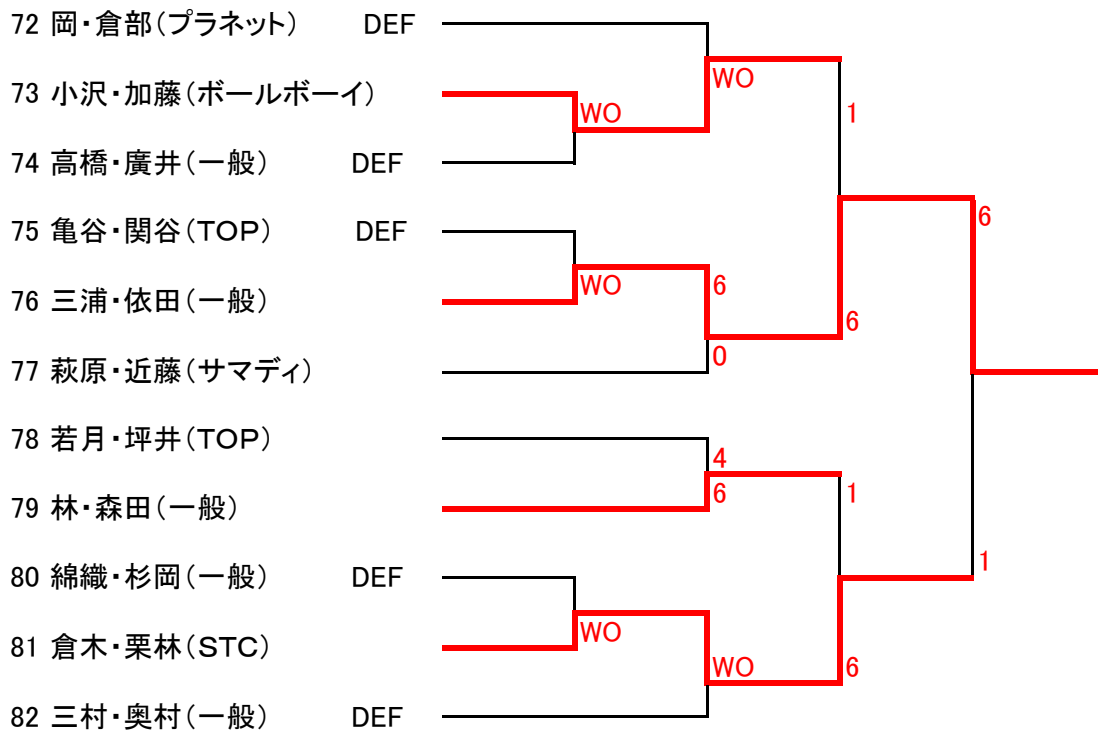 72 岡・倉部(プラネット) DEF
WO
73 小沢・加藤(ボールボーイ)
WO
1
74 高橋・廣井(一般) DEF
75 亀谷・関谷(TOP) DEF
6
WO
6
76 三浦・依田(一般)
6
0
77 萩原・近藤(サマディ)
78 若月・坪井(TOP)
4
6
1
79 林・森田(一般)
1
80 綿織・杉岡(一般) DEF
WO
81 倉木・栗林(STC)
WO
6
82 三村・奥村(一般) DEF